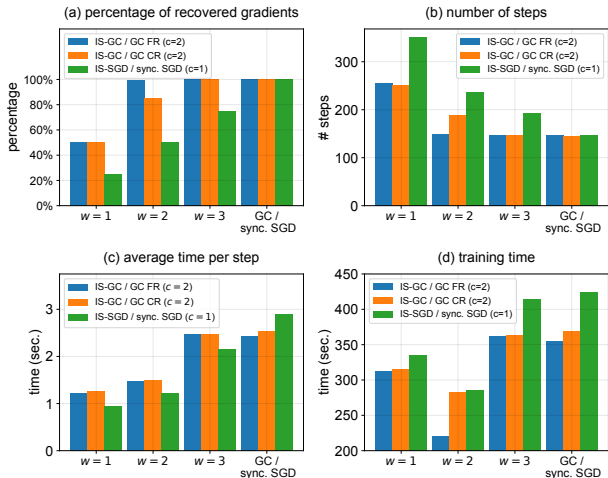 (a) percentage of recovered gradients
IS-GC / GC FR (c=2)
IS-GC / GC CR (c=2)
IS-SGD / sync. SGD (c=1)
percentage
100%
80%
60%
40%
20%
0%
w = 1
w = 2
w = 3
GC /
sync. SGD
(b) number of steps
IS-GC / GC FR (c=2)
IS-GC / GC CR (c=2)
IS-SGD / sync. SGD (c=1)
# steps
300
200
100
0
w = 1
w = 2
w = 3
GC /
sync. SGD
(c) average time per step
IS-GC / GC FR (c = 2)
IS-GC / GC CR (c = 2)
IS-SGD / sync. SGD (c = 1)
time (sec.)
3
2
1
0
w = 1
w = 2
w = 3
GC /
sync. SGD
(d) training time
IS-GC / GC FR (c=2)
IS-GC / GC CR (c=2)
IS-SGD / sync. SGD (c=1)
time (sec.)
450
400
350
300
250
200
w = 1
w = 2
w = 3
GC /
sync. SGD